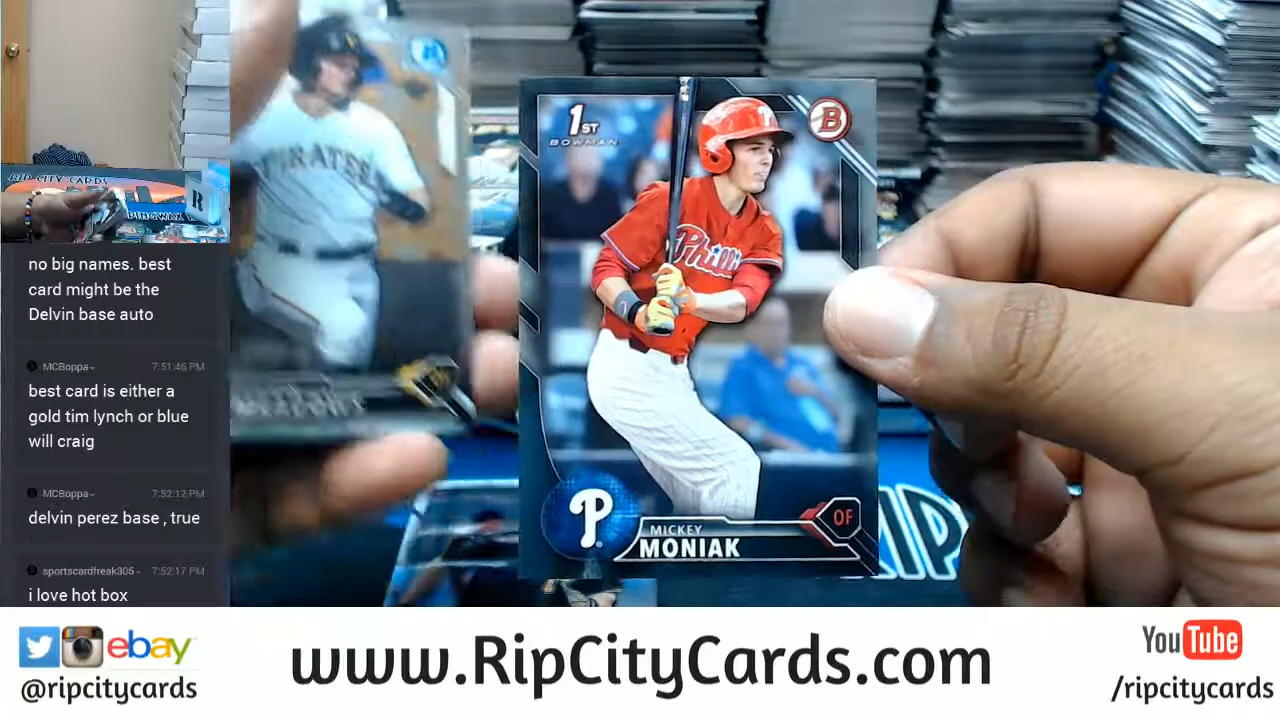 RIP CITY CARDS
R
no big names. best
card might be the
Delvin base auto
MCBoppa-
7:51:46 PM
best card is either a
gold tim lynch or blue
will craig
MCBoppa-
7:52:12 PM
delvin perez base , true
sportscardfreak305-
7:52:17 PM
i love hot box
PIRATES
MEADOWS
1ST
BOWMAN
B
Philli
P
MICKEY
MONIAK
OF
RIP
ebay
@ripcitycards
www.RipCityCards.com
YouTube
/ripcitycards